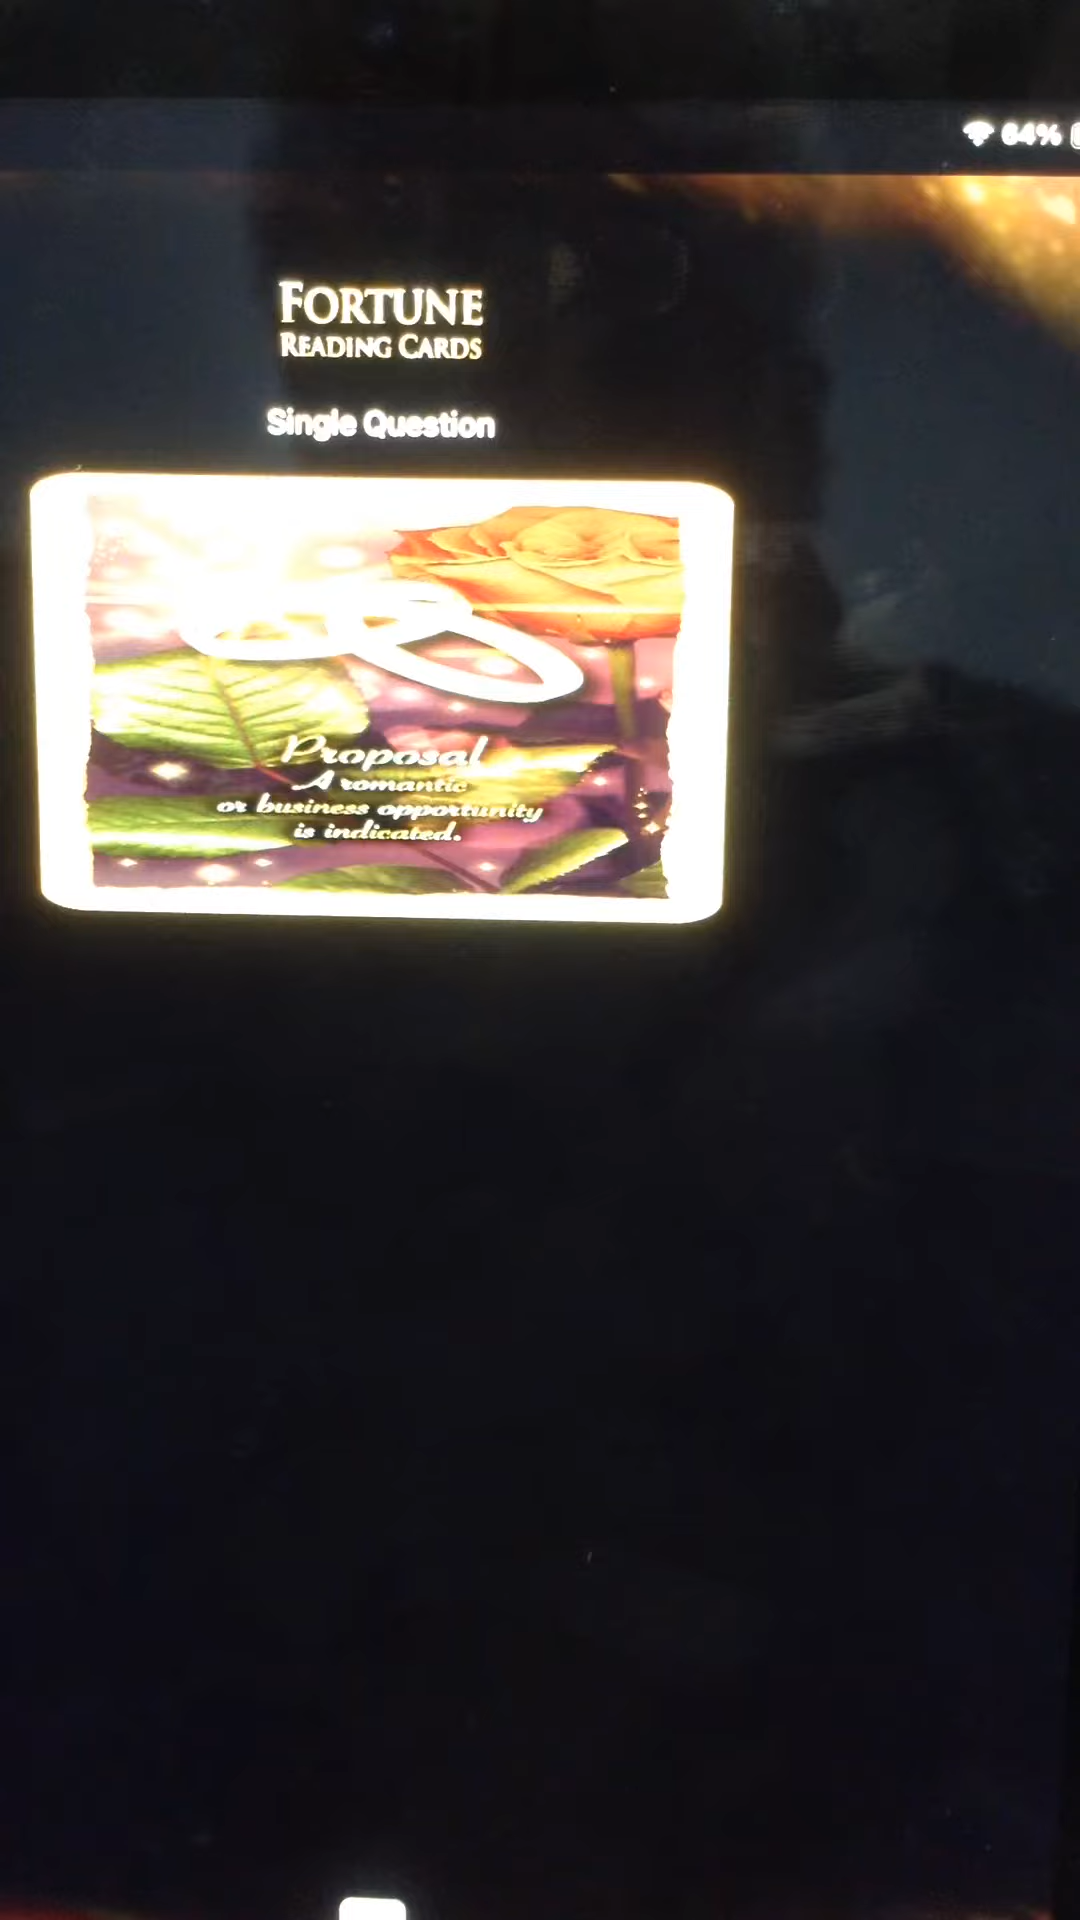 64%
FORTUNE
READING CARDS
Single Question
Proposal
A romantic
or business opportunity
is indicated.